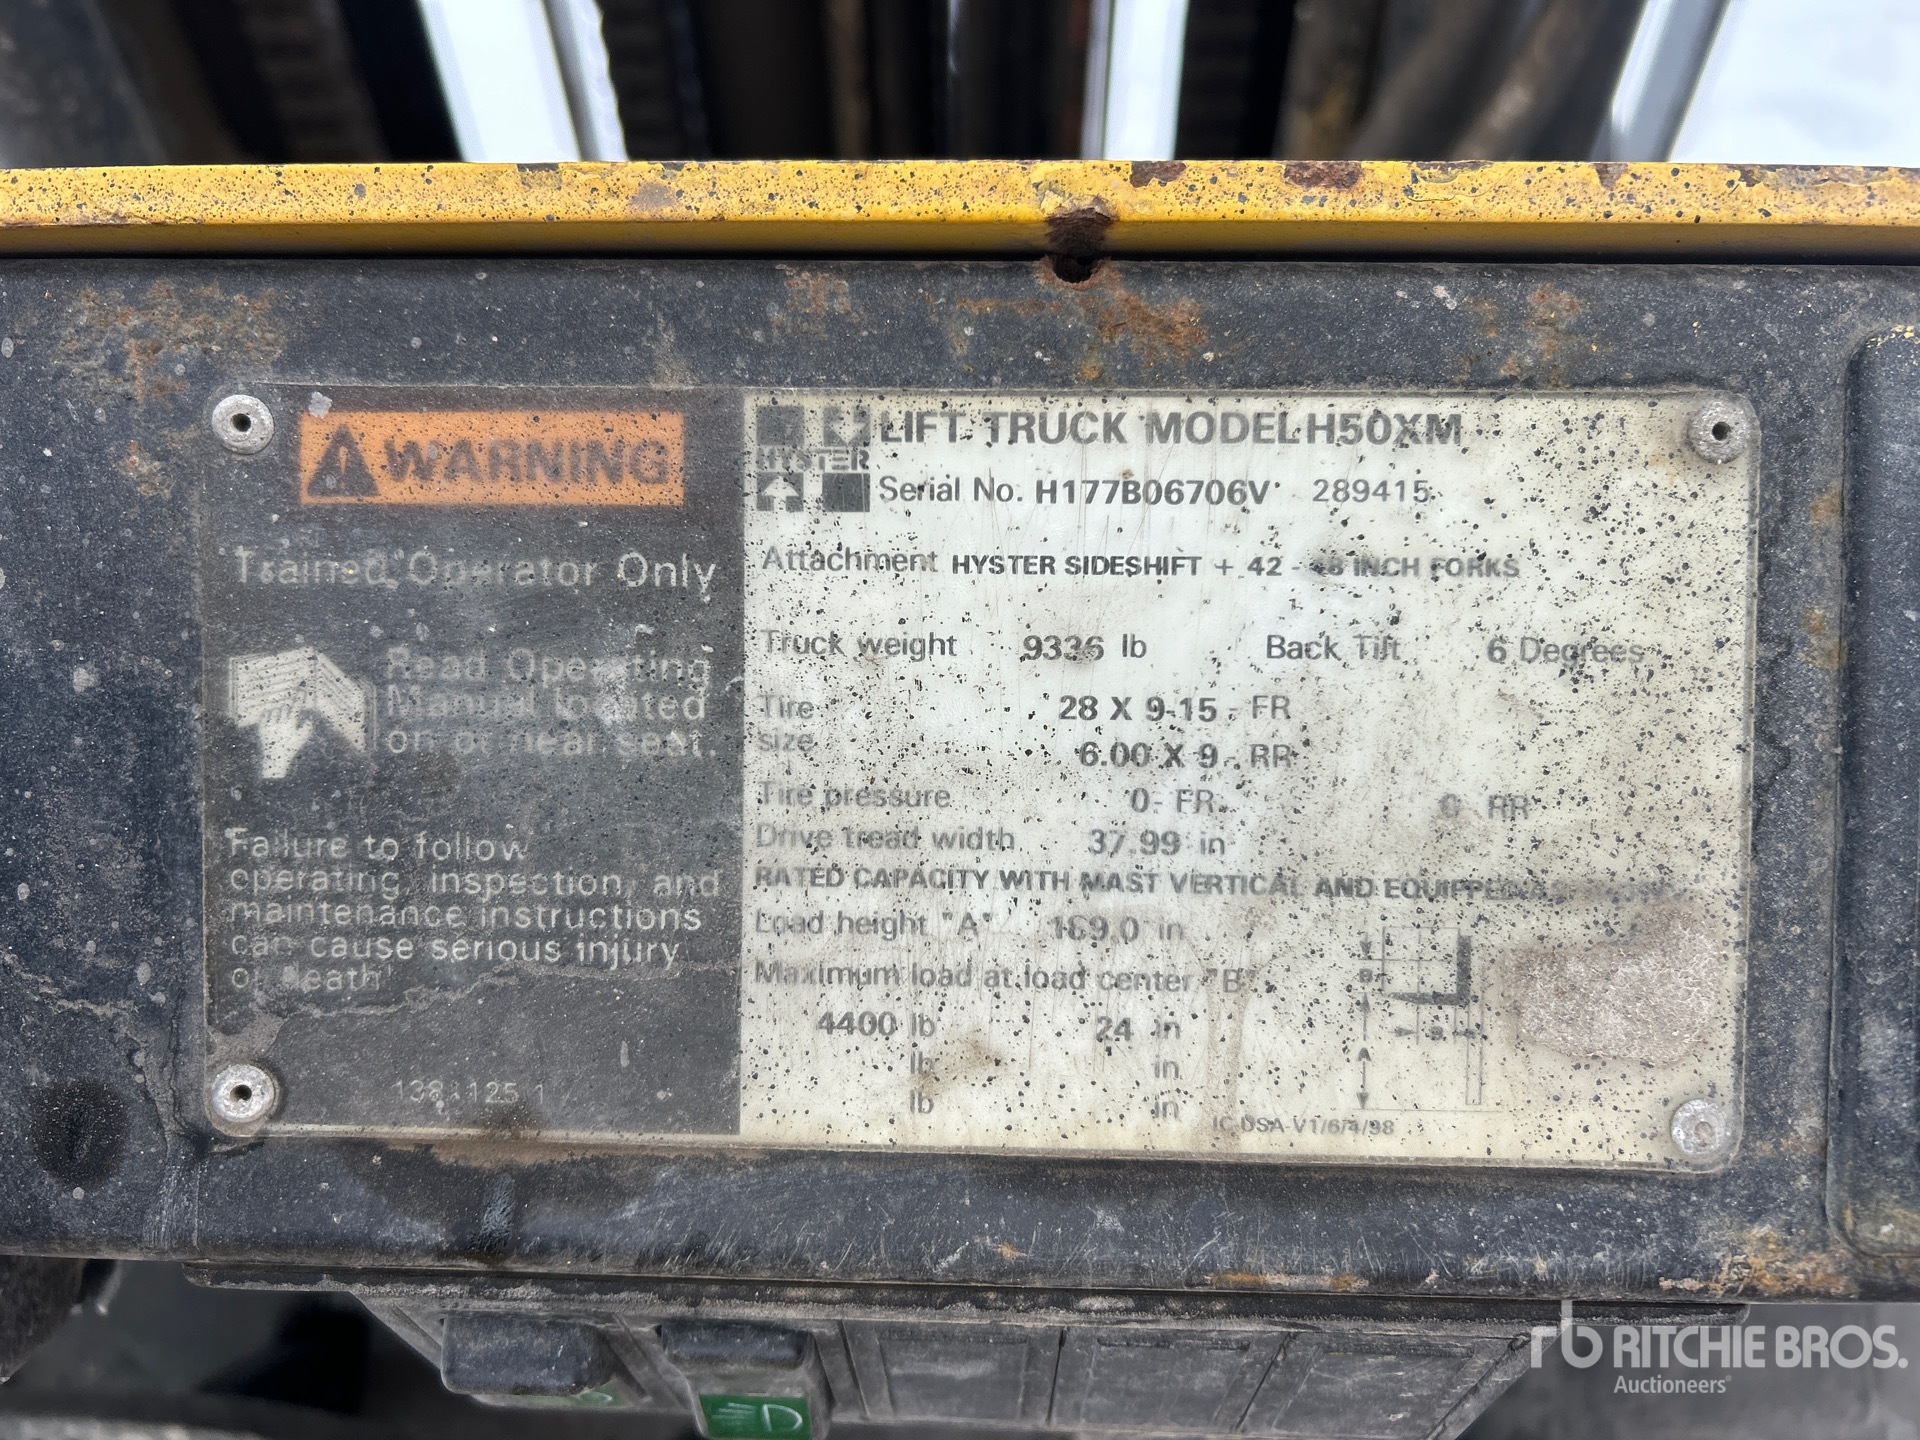 WARNING
Trained Operator Only
Read Operating
Manual located
on or near seat.
Failure to follow
operating, inspection, and
maintenance instructions
can cause serious injury
or death!
HYSTER
LIFT TRUCK MODEL H50XM
Serial No. H177B06706V 289415
Attachment HYSTER SIDESHIFT + 42 - 48 INCH FORKS
Truck weight 9336 lb Back Tilt 6 Degrees
Tire 28 X 9-15 - FR
size 6.00 X 9 - RR
Tire pressure 0 - FR 0 RR
Drive tread width 37.99 in
RATED CAPACITY WITH MAST VERTICAL AND EQUIPPED
Load height "A" 189.0 in
Maximum load at load center "B"
4400 lb 24 in
lb in
lb in
B
B
A
RITCHIE BROS.
Auctioneers